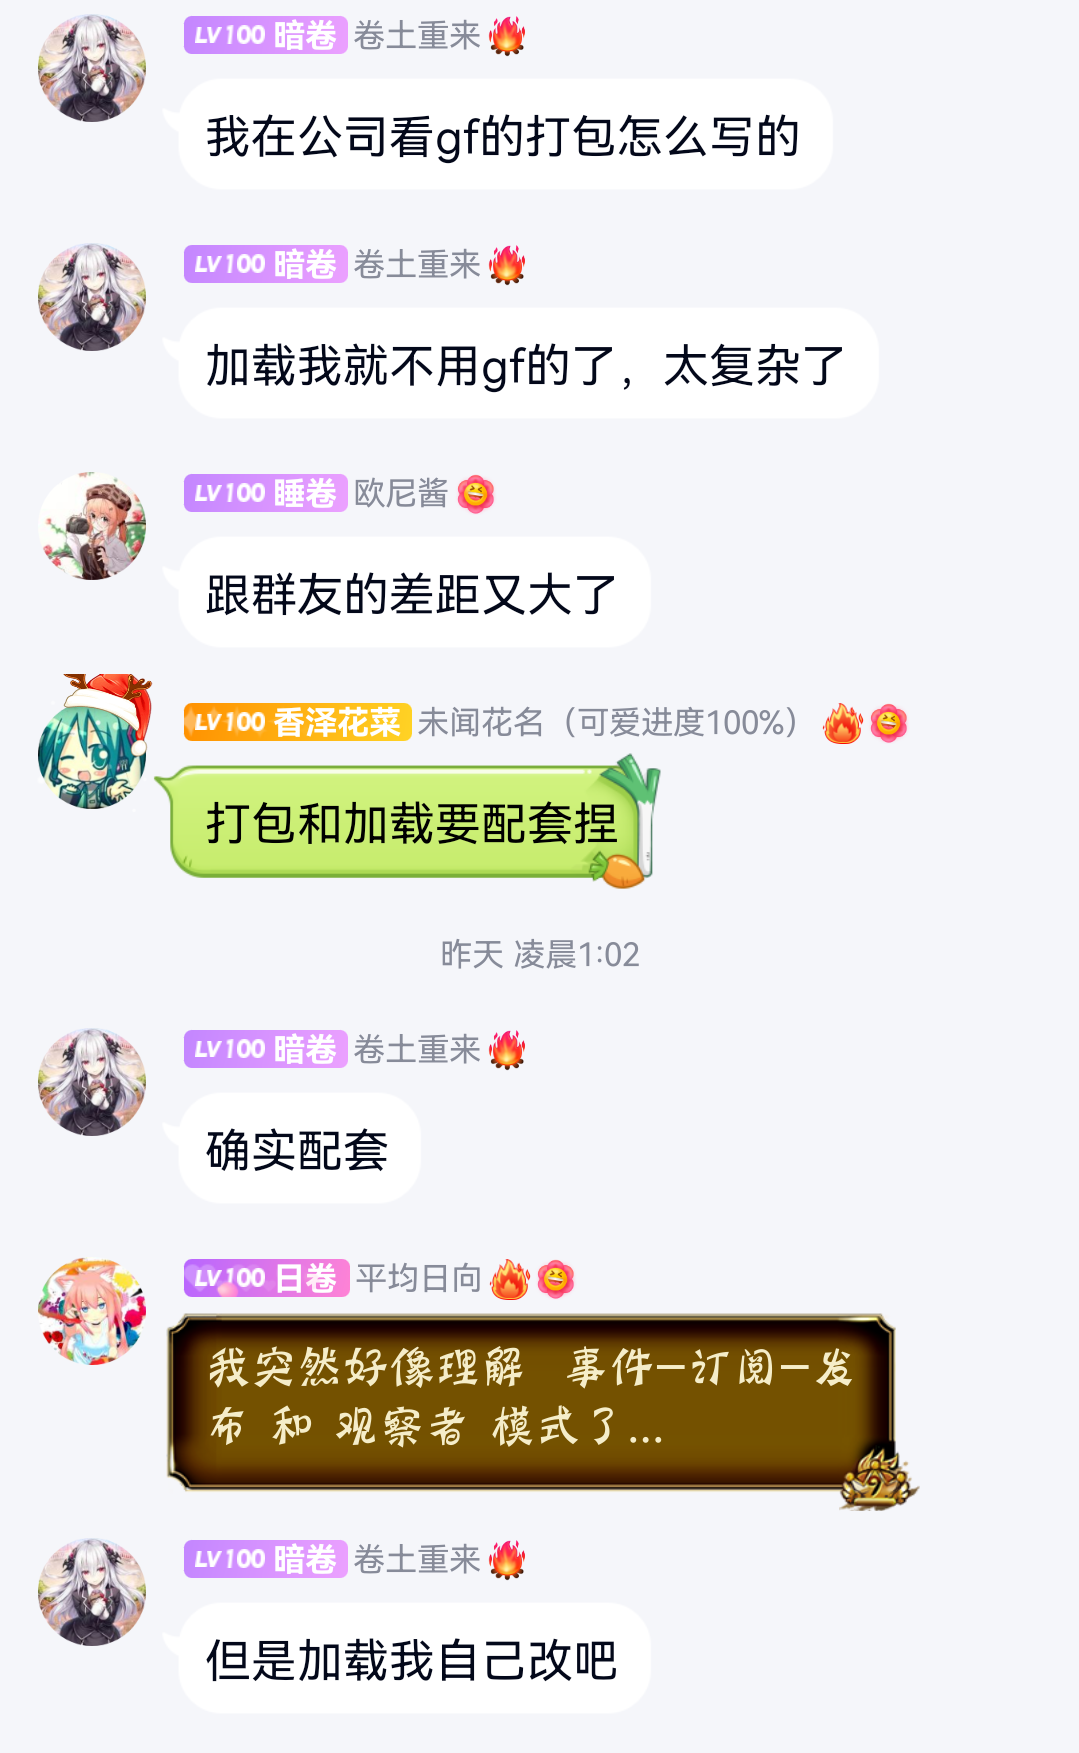 LV100 暗卷 卷土重来
我在公司看gf的打包怎么写的
LV100 暗卷 卷土重来
加载我就不用gf的了，太复杂了
LV100 睡卷 欧尼酱
跟群友的差距又大了
LV100 香泽花菜 未闻花名（可爱进度100%）
打包和加载要配套捏
昨天 凌晨1:02
LV100 暗卷 卷土重来
确实配套
LV100 日卷 平均日向
我突然好像理解 事件-订阅-发
布 和 观察者 模式了...
LV100 暗卷 卷土重来
但是加载我自己改吧